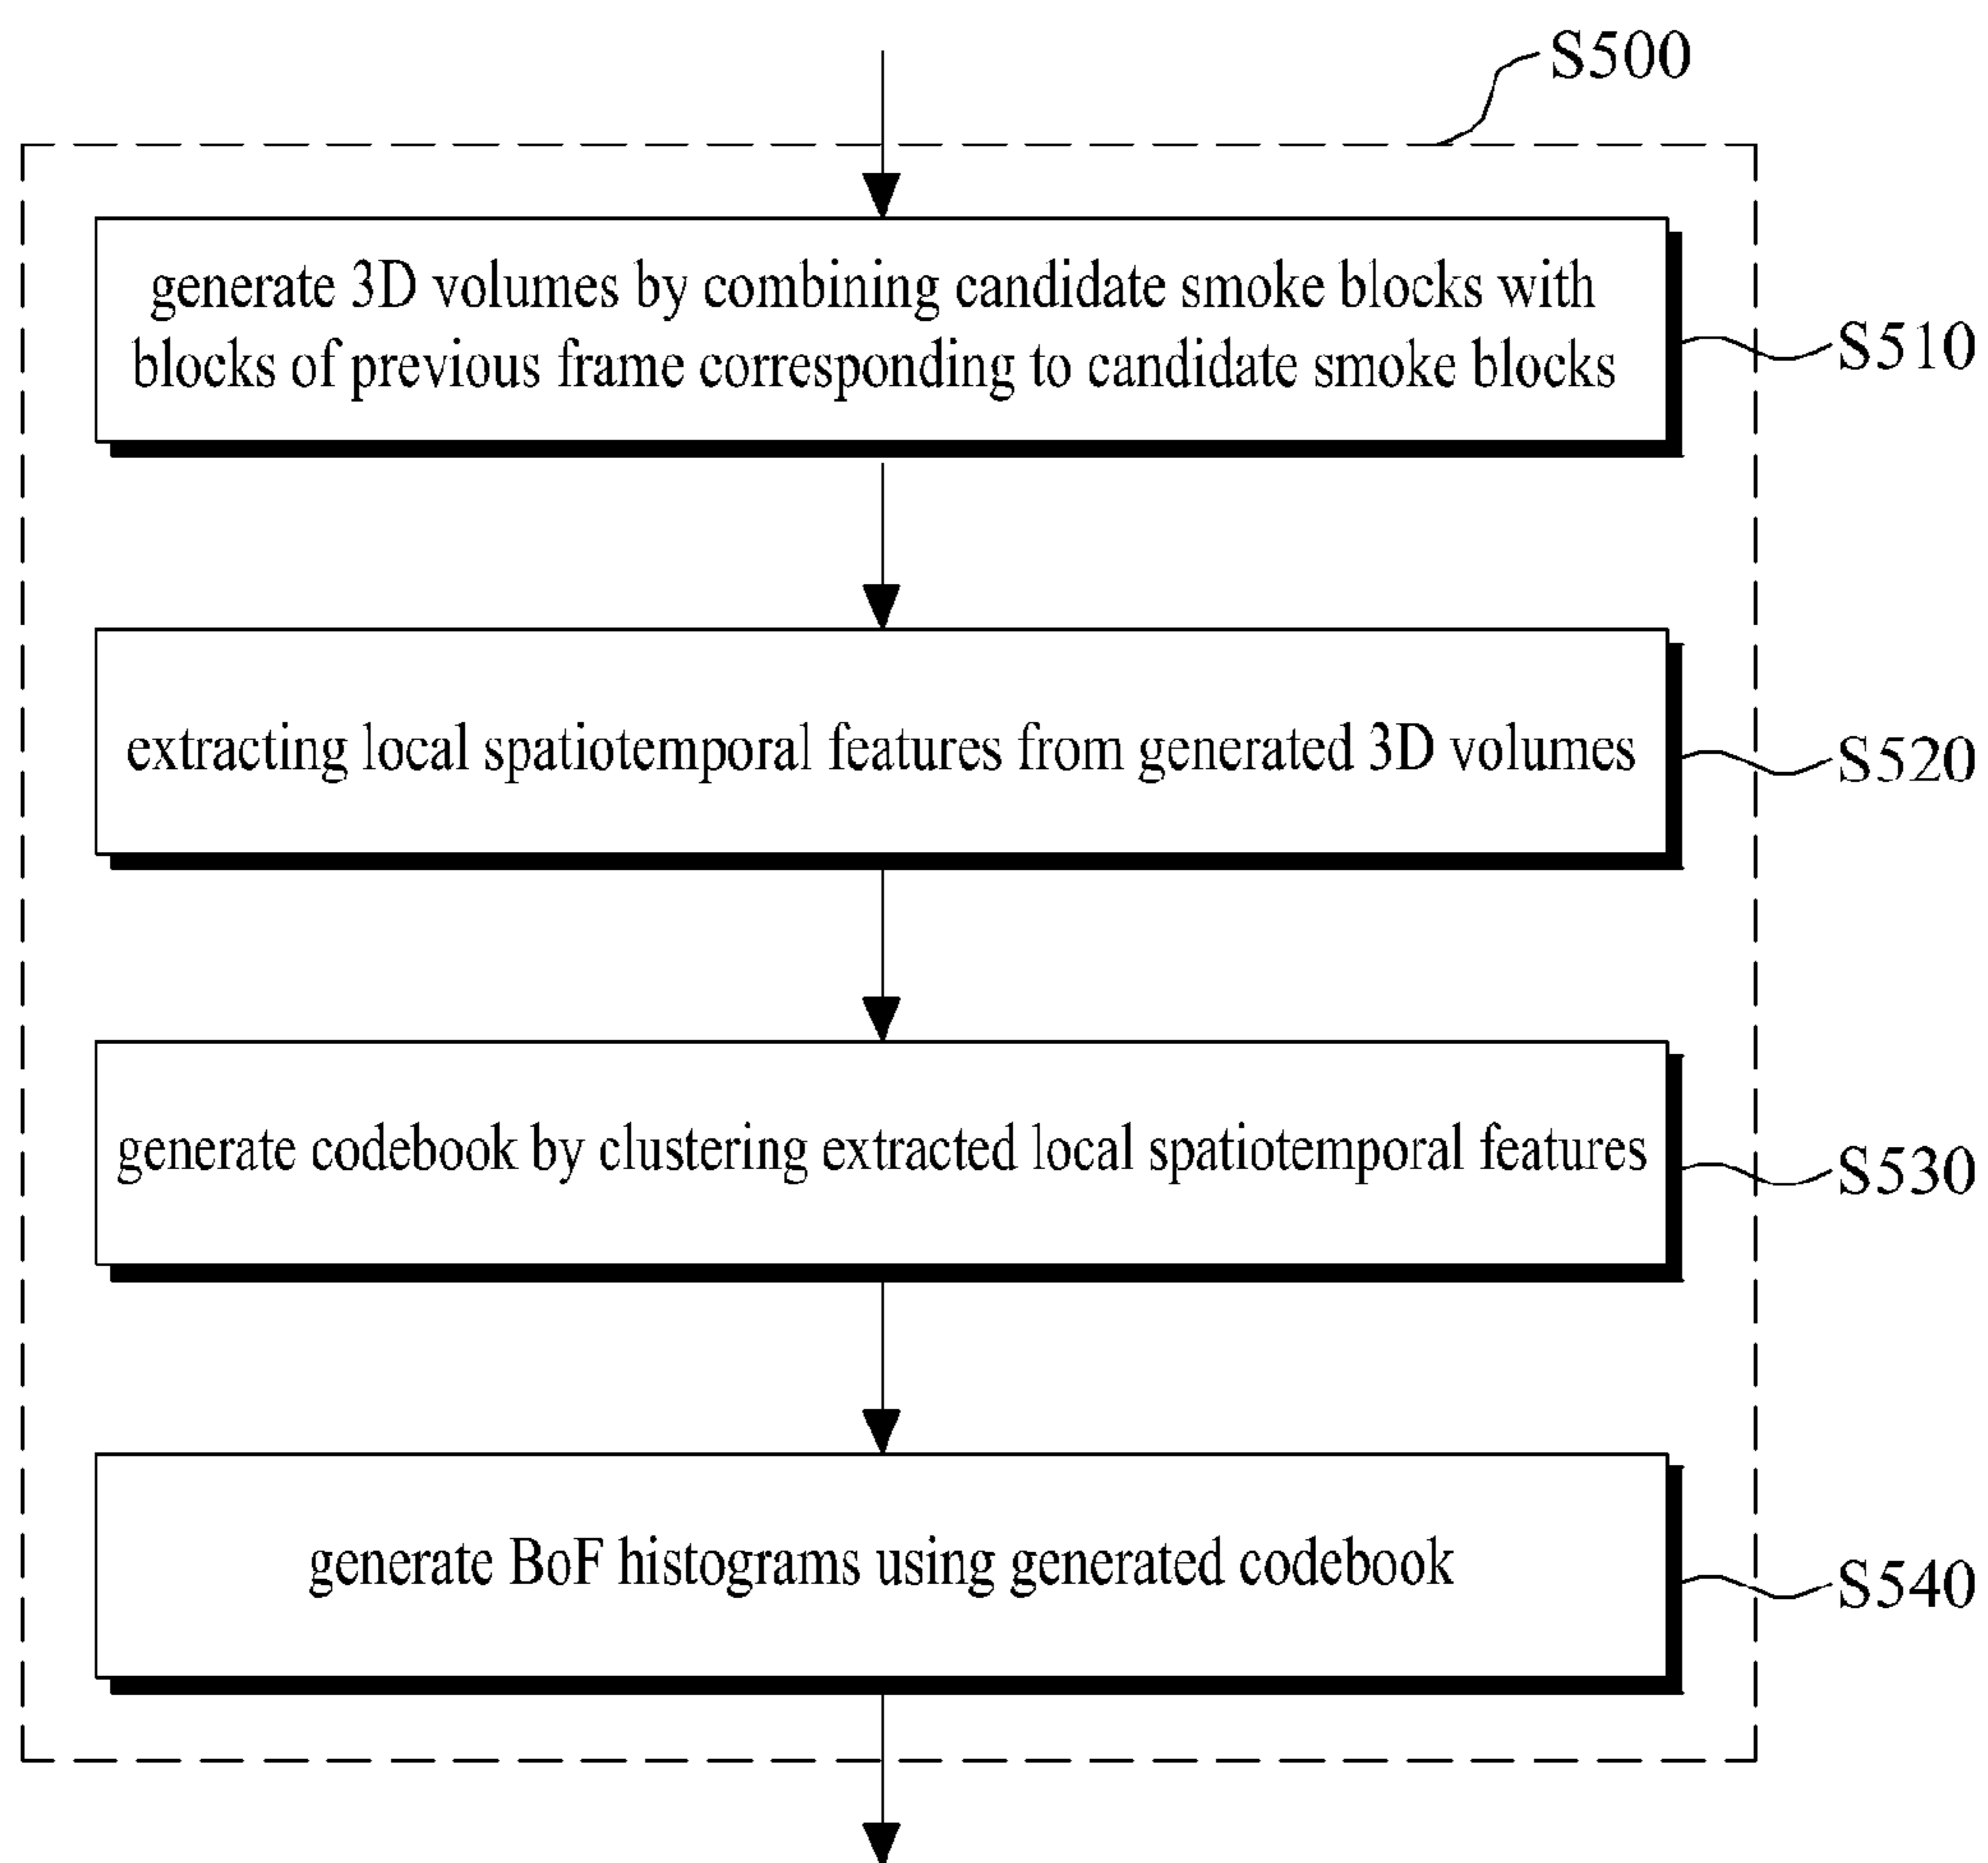 S500
generate 3D volumes by combining candidate smoke blocks with
blocks of previous frame corresponding to candidate smoke blocks
S510
extracting local spatiotemporal features from generated 3D volumes
S520
generate codebook by clustering extracted local spatiotemporal features
S530
generate BoF histograms using generated codebook
S540